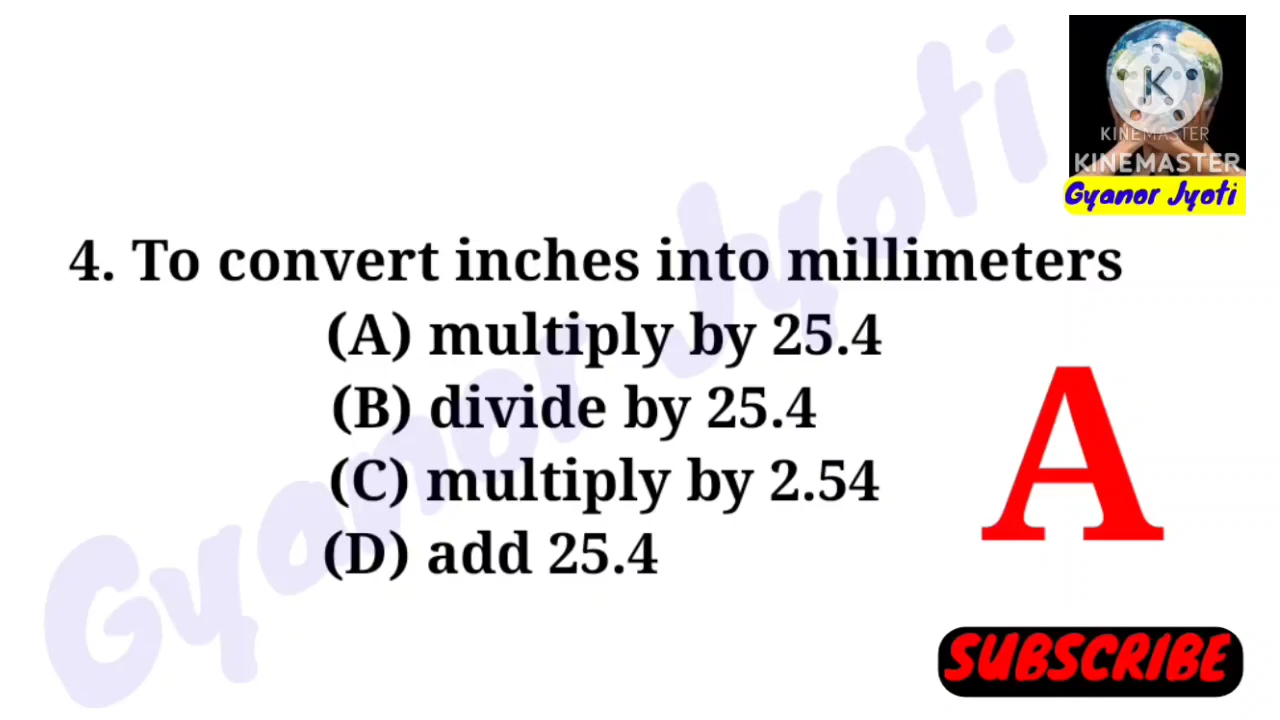 KINEMASTER
KINEMASTER
Gyanor Jyoti
4. To convert inches into millimeters
(A) multiply by 25.4
(B) divide by 25.4
(C) multiply by 2.54
(D) add 25.4
A
Gyanor Jyoti
SUBSCRIBE